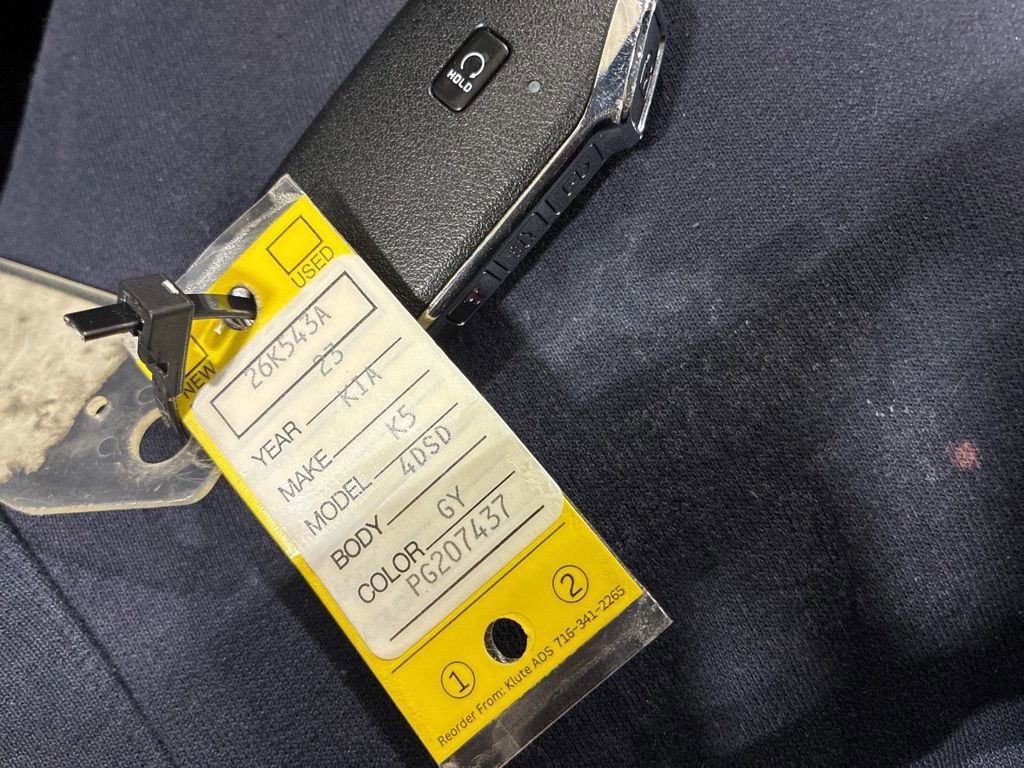 HOLD
USED
NEW
26K543A
YEAR 23
MAKE KIA
MODEL K5
BODY 4DSD
COLOR GY
PG207437
1 2
Reorder From: Klute ADS 716-341-2265